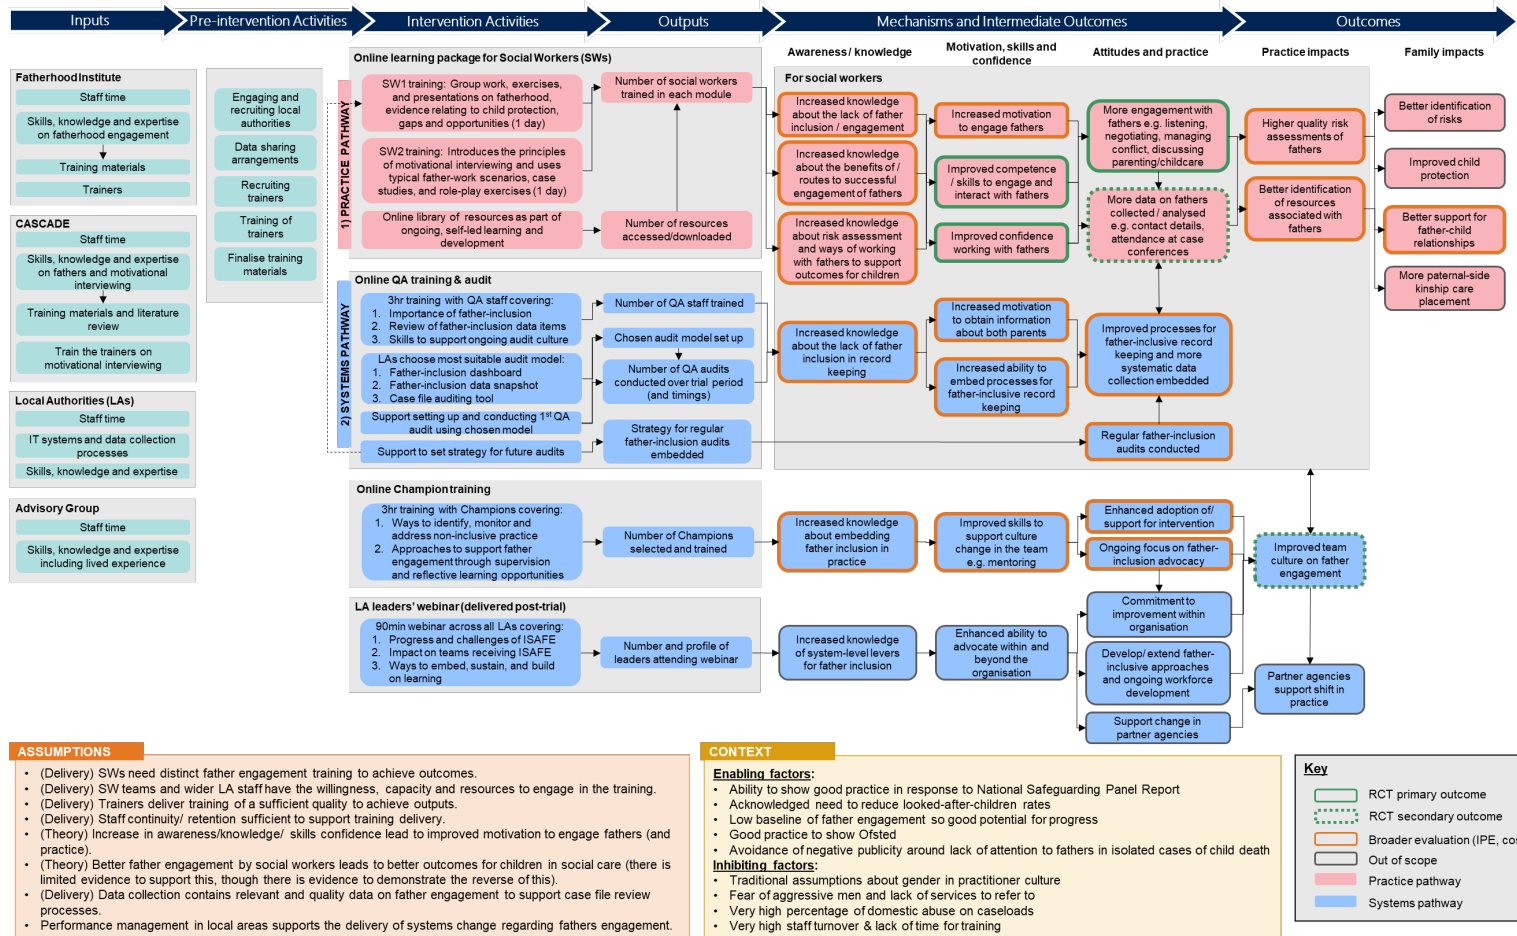 Inputs
Pre-intervention Activities
Intervention Activities
Outputs
Mechanisms and Intermediate Outcomes
Outcomes
Awareness / knowledge
Motivation, skills and
confidence
Attitudes and practice
Practice impacts
Family impacts
Fatherhood Institute
Staff time
Skills, knowledge and expertise
on fatherhood engagement
Training materials
Trainers
CASCADE
Staff time
Skills, knowledge and expertise
on fathers and motivational
interviewing
Training materials and literature
review
Train the trainers on
motivational interviewing
Local Authorities (LAs)
Staff time
IT systems and data collection
processes
Skills, knowledge and expertise
Advisory Group
Staff time
Skills, knowledge and expertise
including lived experience
Engaging and
recruiting local
authorities
Data sharing
arrangements
Recruiting
trainers
Training of
trainers
Finalise training
materials
1) PRACTICE PATHWAY
Online learning package for Social Workers (SWs)
SW1 training: Group work, exercises,
and presentations on fatherhood,
evidence relating to child protection,
gaps and opportunities (1 day)
SW2 training: Introduces the principles
of motivational interviewing and uses
typical father-work scenarios, case
studies, and role-play exercises (1 day)
Online library of resources as part of
ongoing, self-led learning and
development
Number of social workers
trained in each module
Number of resources
accessed/downloaded
2) SYSTEMS PATHWAY
Online QA training & audit
3hr training with QA staff covering:
1. Importance of father-inclusion
2. Review of father-inclusion data items
3. Skills to support ongoing audit culture
LAs choose most suitable audit model:
1. Father-inclusion dashboard
2. Father-inclusion data snapshot
3. Case file auditing tool
Support setting up and conducting 1st QA
audit using chosen model
Support to set strategy for future audits
Number of QA staff trained
Chosen audit model set up
Number of QA audits
conducted over trial period
(and timings)
Strategy for regular
father-inclusion audits
embedded
Online Champion training
3hr training with Champions covering:
1. Ways to identify, monitor and
address non-inclusive practice
2. Approaches to support father
engagement through supervision
and reflective learning opportunities
Number of Champions
selected and trained
LA leaders' webinar (delivered post-trial)
90min webinar across all LAs covering:
1. Progress and challenges of ISAFE
2. Impact on teams receiving ISAFE
3. Ways to embed, sustain, and build
on learning
Number and profile of
leaders attending webinar
For social workers
Increased knowledge
about the lack of father
inclusion / engagement
Increased knowledge
about the benefits of /
routes to successful
engagement of fathers
Increased knowledge
about risk assessment
and ways of working
with fathers to support
outcomes for children
Increased motivation
to engage fathers
Improved competence
/ skills to engage and
interact with fathers
Improved confidence
working with fathers
More engagement with
fathers e.g. listening,
negotiating, managing
conflict, discussing
parenting/childcare
More data on fathers
collected / analysed
e.g. contact details,
attendance at case
conferences
Higher quality risk
assessments of
fathers
Better identification
of resources
associated with
fathers
Better identification
of risks
Improved child
protection
Better support for
father-child
relationships
More paternal-side
kinship care
placement
Increased knowledge
about the lack of father
inclusion in record
keeping
Increased motivation
to obtain information
about both parents
Increased ability to
embed processes for
father-inclusive record
keeping
Improved processes for
father-inclusive record
keeping and more
systematic data
collection embedded
Regular father-inclusion
audits conducted
Increased knowledge
about embedding
father inclusion in
practice
Improved skills to
support culture
change in the team
e.g. mentoring
Enhanced adoption of/
support for intervention
Ongoing focus on father-
inclusion advocacy
Improved team
culture on father
engagement
Increased knowledge
of system-level levers
for father inclusion
Enhanced ability to
advocate within and
beyond the
organisation
Commitment to
improvement within
organisation
Develop/ extend father-
inclusive approaches
and ongoing workforce
development
Support change in
partner agencies
Partner agencies
support shift in
practice
ASSUMPTIONS
• (Delivery) SWs need distinct father engagement training to achieve outcomes.
• (Delivery) SW teams and wider LA staff have the willingness, capacity and resources to engage in the training.
• (Delivery) Trainers deliver training of a sufficient quality to achieve outputs.
• (Delivery) Staff continuity/ retention sufficient to support training delivery.
• (Theory) Increase in awareness/knowledge/ skills confidence lead to improved motivation to engage fathers (and
practice).
• (Theory) Better father engagement by social workers leads to better outcomes for children in social care (there is
limited evidence to support this, though there is evidence to demonstrate the reverse of this).
• (Delivery) Data collection contains relevant and quality data on father engagement to support case file review
processes.
• Performance management in local areas supports the delivery of systems change regarding fathers engagement.
CONTEXT
Enabling factors:
• Ability to show good practice in response to National Safeguarding Panel Report
• Acknowledged need to reduce looked-after-children rates
• Low baseline of father engagement so good potential for progress
• Good practice to show Ofsted
• Avoidance of negative publicity around lack of attention to fathers in isolated cases of child death
Inhibiting factors:
• Traditional assumptions about gender in practitioner culture
• Fear of aggressive men and lack of services to refer to
• Very high percentage of domestic abuse on caseloads
• Very high staff turnover & lack of time for training
Key
RCT primary outcome
RCT secondary outcome
Broader evaluation (IPE, cos
Out of scope
Practice pathway
Systems pathway